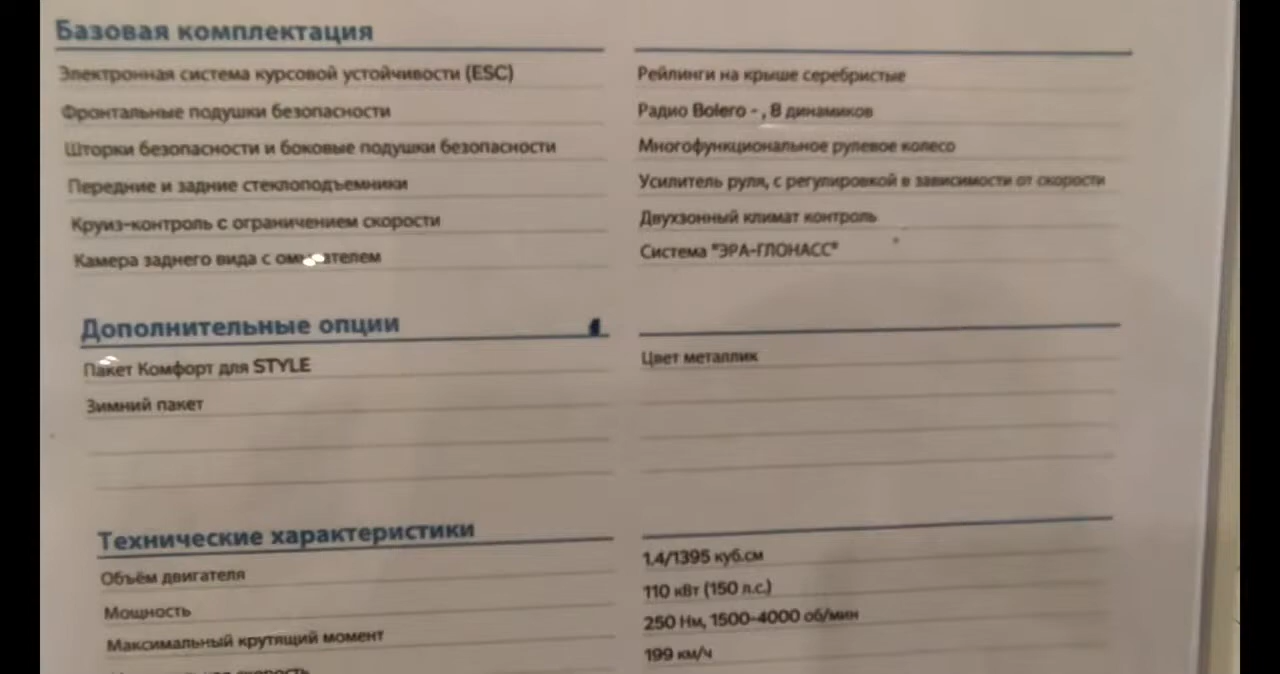 Базовая комплектация
Электронная система курсовой устойчивости (ESC)
Фронтальные подушки безопасности
Шторки безопасности и боковые подушки безопасности
Передние и задние стеклоподъемники
Круиз-контроль с ограничением скорости
Камера заднего вида с
Рейлинги на крыше серебристые
Радио Bolero - , 8 динамиков
Многофункциональное рулевое колесо
Усилитель руля, с регулировкой в зависимости от скорости
Двухзонный климат контроль
Система "ЭРА-ГЛОНАСС"
Дополнительные опции
Пакет Комфорт для STYLE
Зимний пакет
Цвет металлик
Технические характеристики
Объём двигателя
1.4/1395 куб.см
Мощность
110 кВт (150 л.с.)
Максимальный крутящий момент
250 Нм, 1500-4000 об/мин
199 км/ч